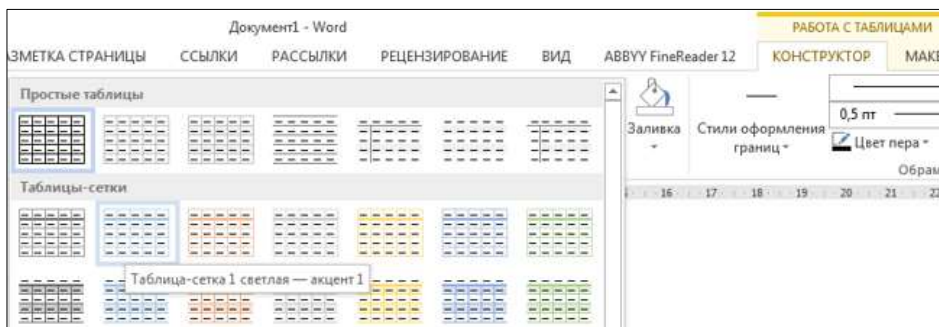 Документ1 - Word
РАБОТА С ТАБЛИЦАМИ
ЗМЕТКА СТРАНИЦЫ ССЫЛКИ РАССЫЛКИ РЕЦЕНЗИРОВАНИЕ ВИД ABBYY FineReader 12 КОНСТРУКТОР МАКЕ
Простые таблицы
0,5 пт
Заливка Стили оформления границ Цвет пера
Обрам
Таблицы-сетки
16 17 18 19 20 21 22
Таблица-сетка 1 светлая — акцент 1